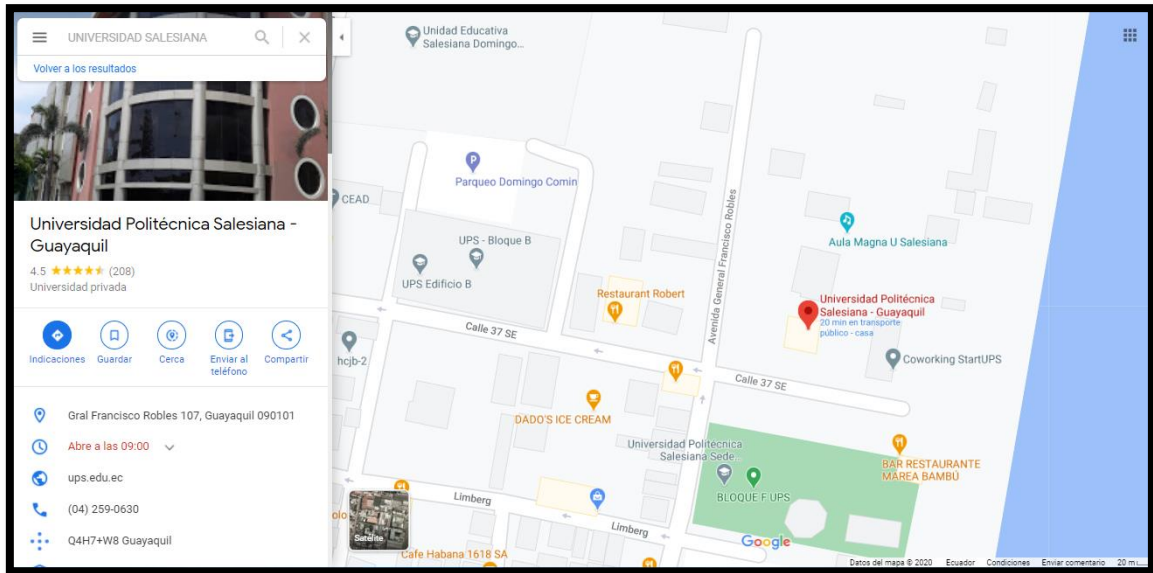 UNIVERSIDAD SALESIANA
Volver a los resultados
Universidad Politécnica Salesiana -
Guayaquil
4.5 (208)
Universidad privada
Indicaciones
Guardar
Cerca
Enviar al
teléfono
Compartir
Gral Francisco Robles 107, Guayaquil 090101
Abre a las 09:00
ups.edu.ec
(04) 259-0630
Q4H7+W8 Guayaquil
Unidad Educativa
Salesiana Domingo...
P
Parqueo Domingo Comin
CEAD
UPS - Bloque B
UPS Edificio B
Restaurant Robert
Calle 37 SE
hcjb-2
DADO'S ICE CREAM
Avenida General Francisco Robles
Aula Magna U Salesiana
Universidad Politécnica
Salesiana - Guayaquil
20 min en transporte
público - casa
Coworking StartUPS
Calle 37 SE
Universidad Politécnica
Salesiana Sede...
BLOQUE F UPS
BAR RESTAURANTE
MAREA BAMBÚ
Limberg
Limberg
olo
Satélite
Cafe Habana 1618 SA
Google
Datos del mapa © 2020 Ecuador Condiciones Enviar comentario 20 m